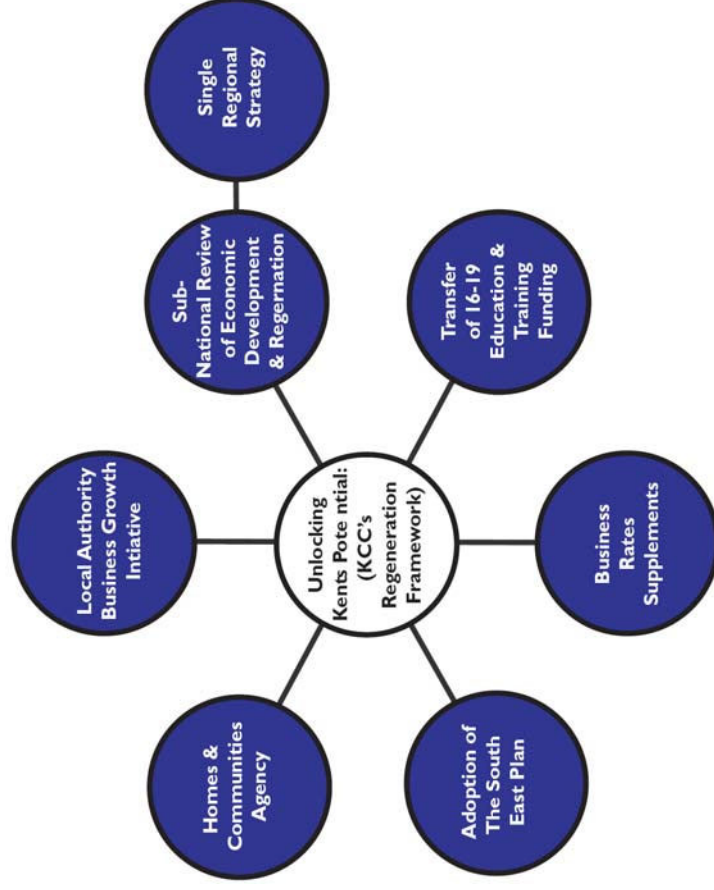 Single
Regional
Strategy
Sub-
National Review
of Economic
Development
& Regernation
Transfer
of 16-19
Education &
Training
Funding
Local Authority
Business Growth
Intiative
Unlocking
Kents Pote ntial:
(KCC's
Regeneration
Framework)
Business
Rates
Supplements
Homes &
Communities
Agency
Adoption of
The South
East Plan